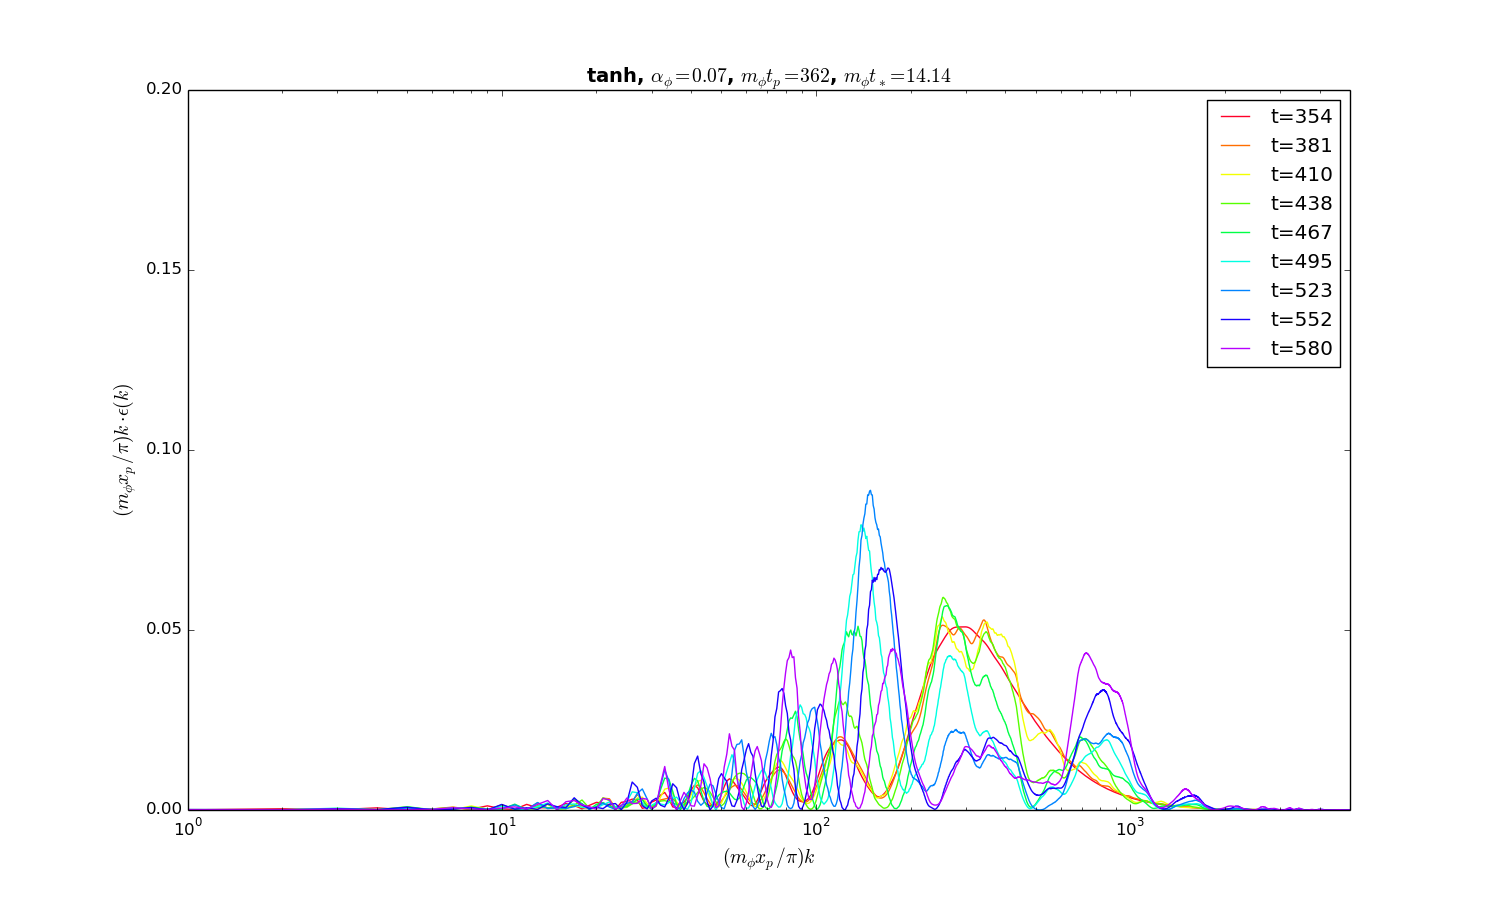 tanh, α_ϕ=0.07, m_ϕt_p=362, m_ϕt_*=14.14
0.20
0.15
0.10
0.05
0.00
(m_ϕx_p/π)k·ϵ(k)
t=354
t=381
t=410
t=438
t=467
t=495
t=523
t=552
t=580
10^0
10^1
10^2
10^3
(m_ϕx_p/π)k